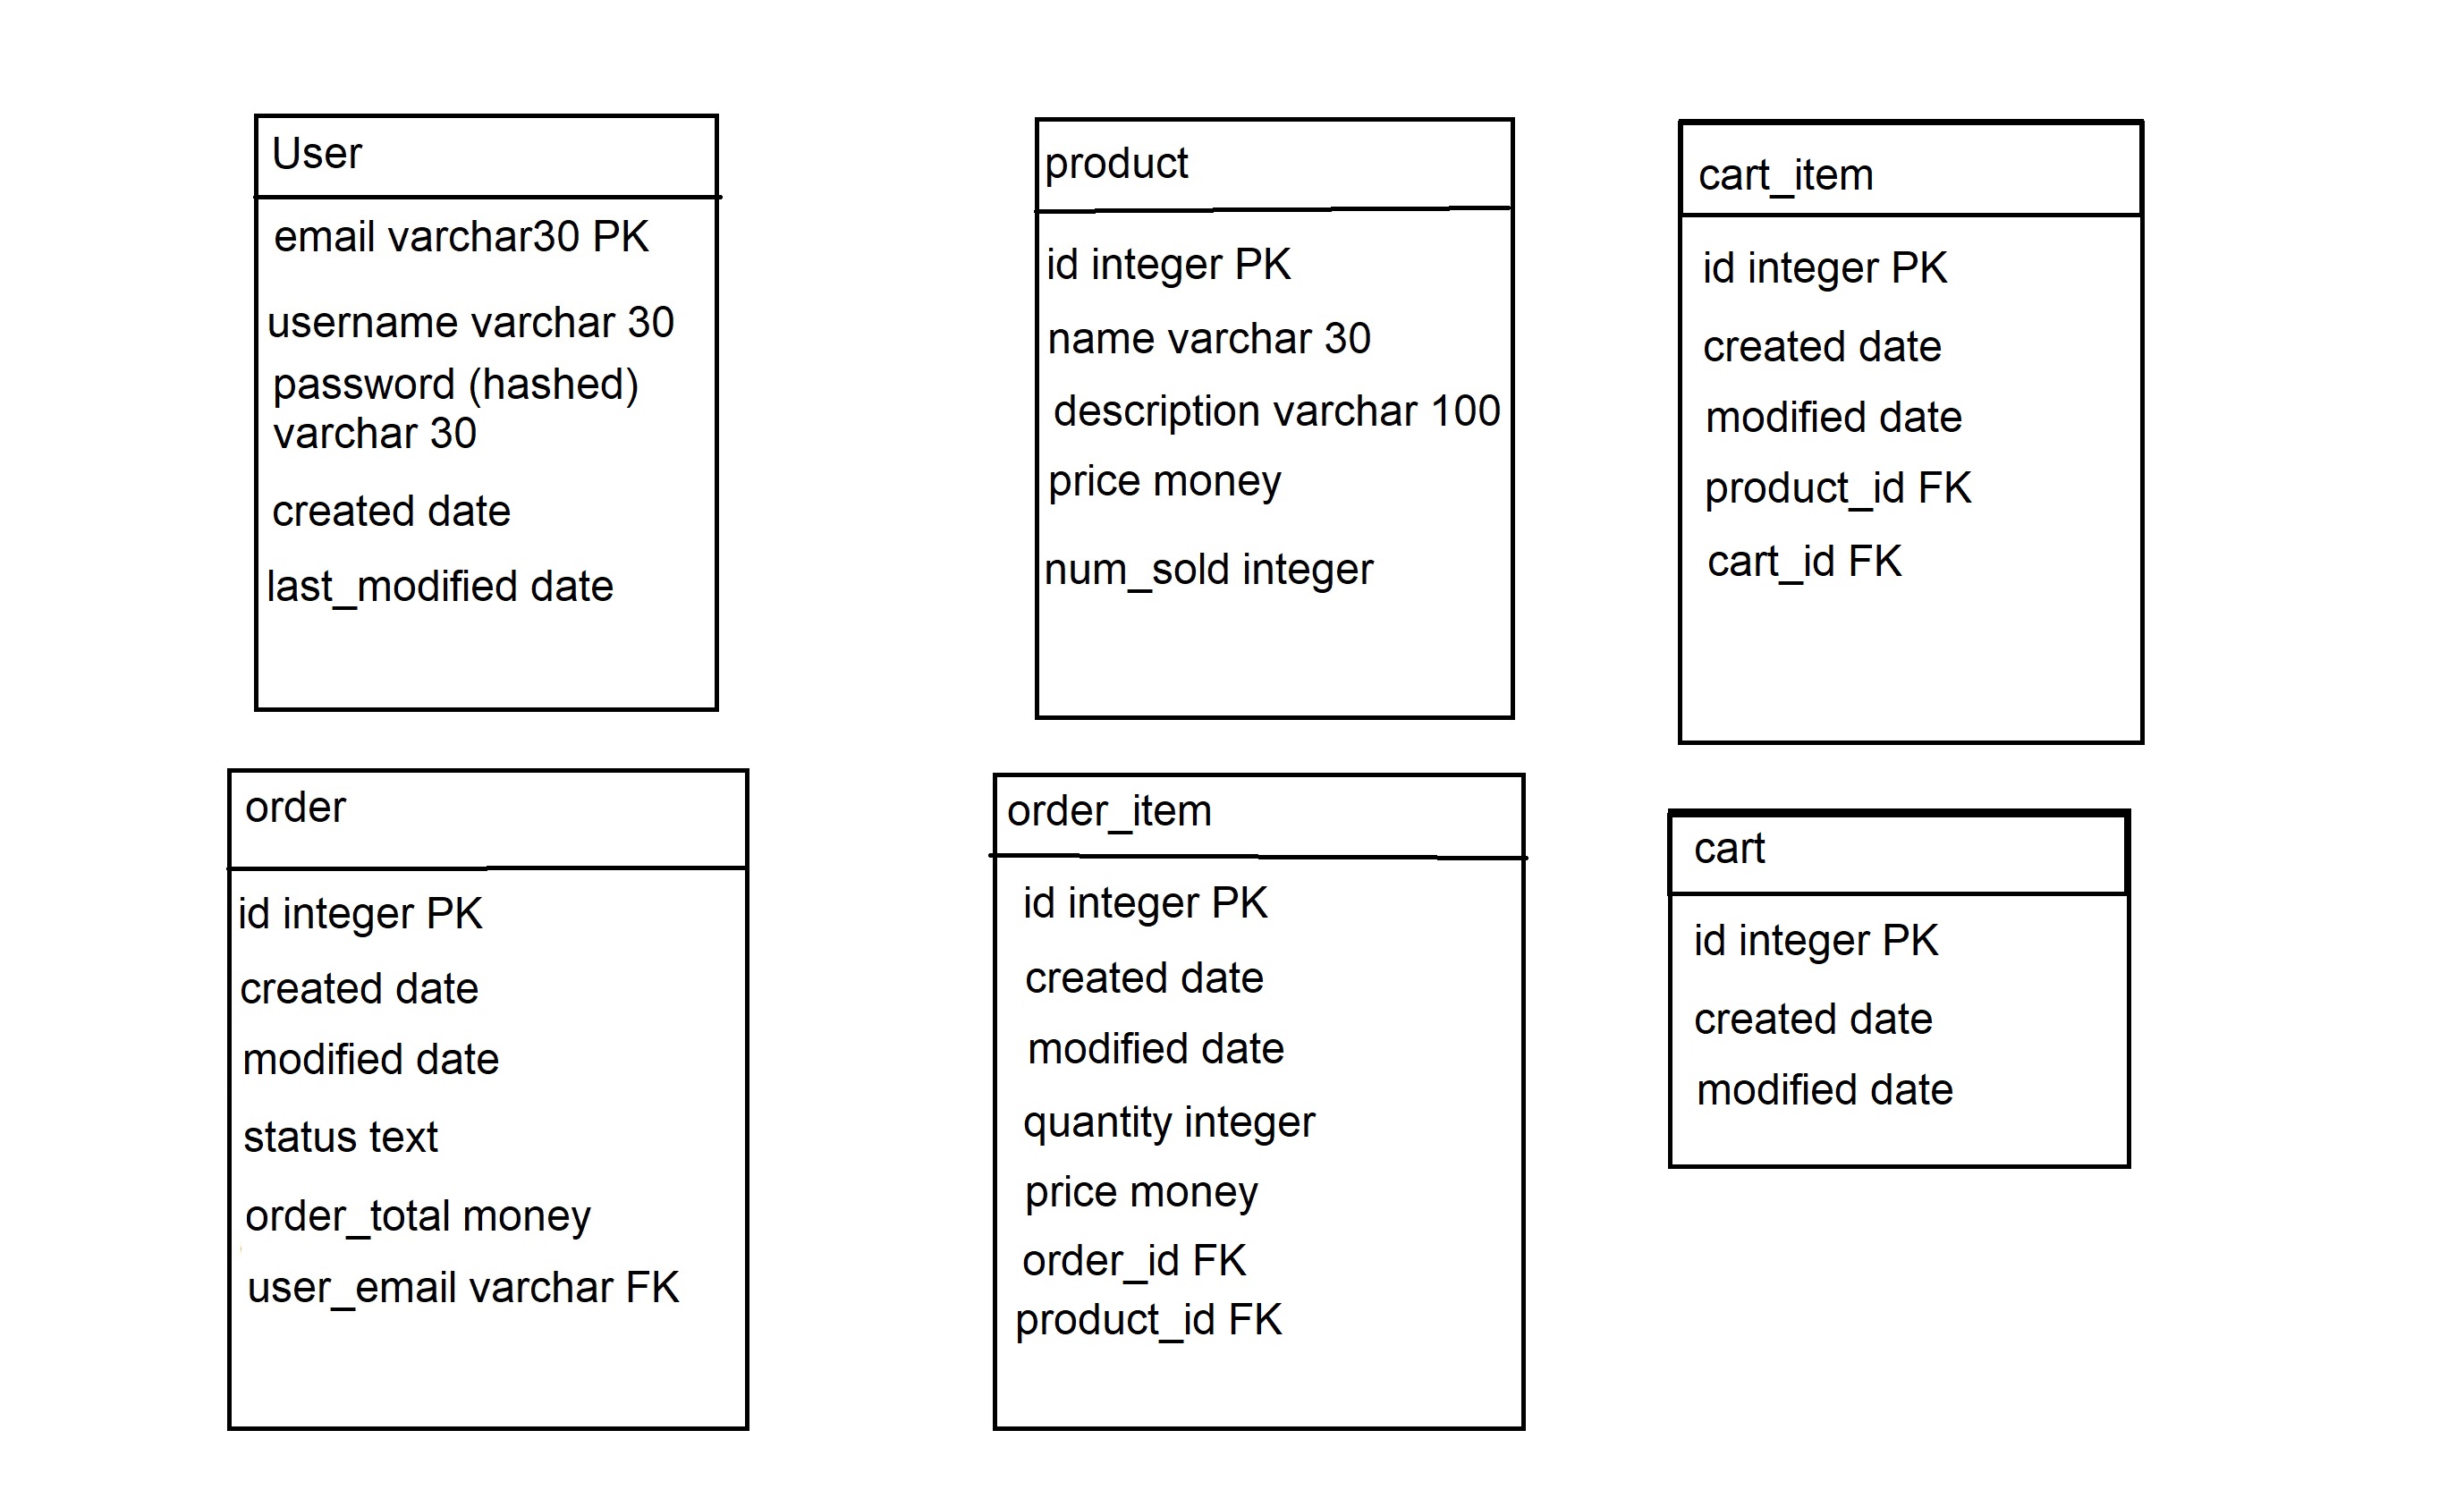 User
email varchar30 PK
username varchar 30
password (hashed)
varchar 30
created date
last_modified date
product
id integer PK
name varchar 30
description varchar 100
price money
num_sold integer
cart_item
id integer PK
created date
modified date
product_id FK
cart_id FK
order
id integer PK
created date
modified date
status text
order_total money
user_email varchar FK
order_item
id integer PK
created date
modified date
quantity integer
price money
order_id FK
product_id FK
cart
id integer PK
created date
modified date